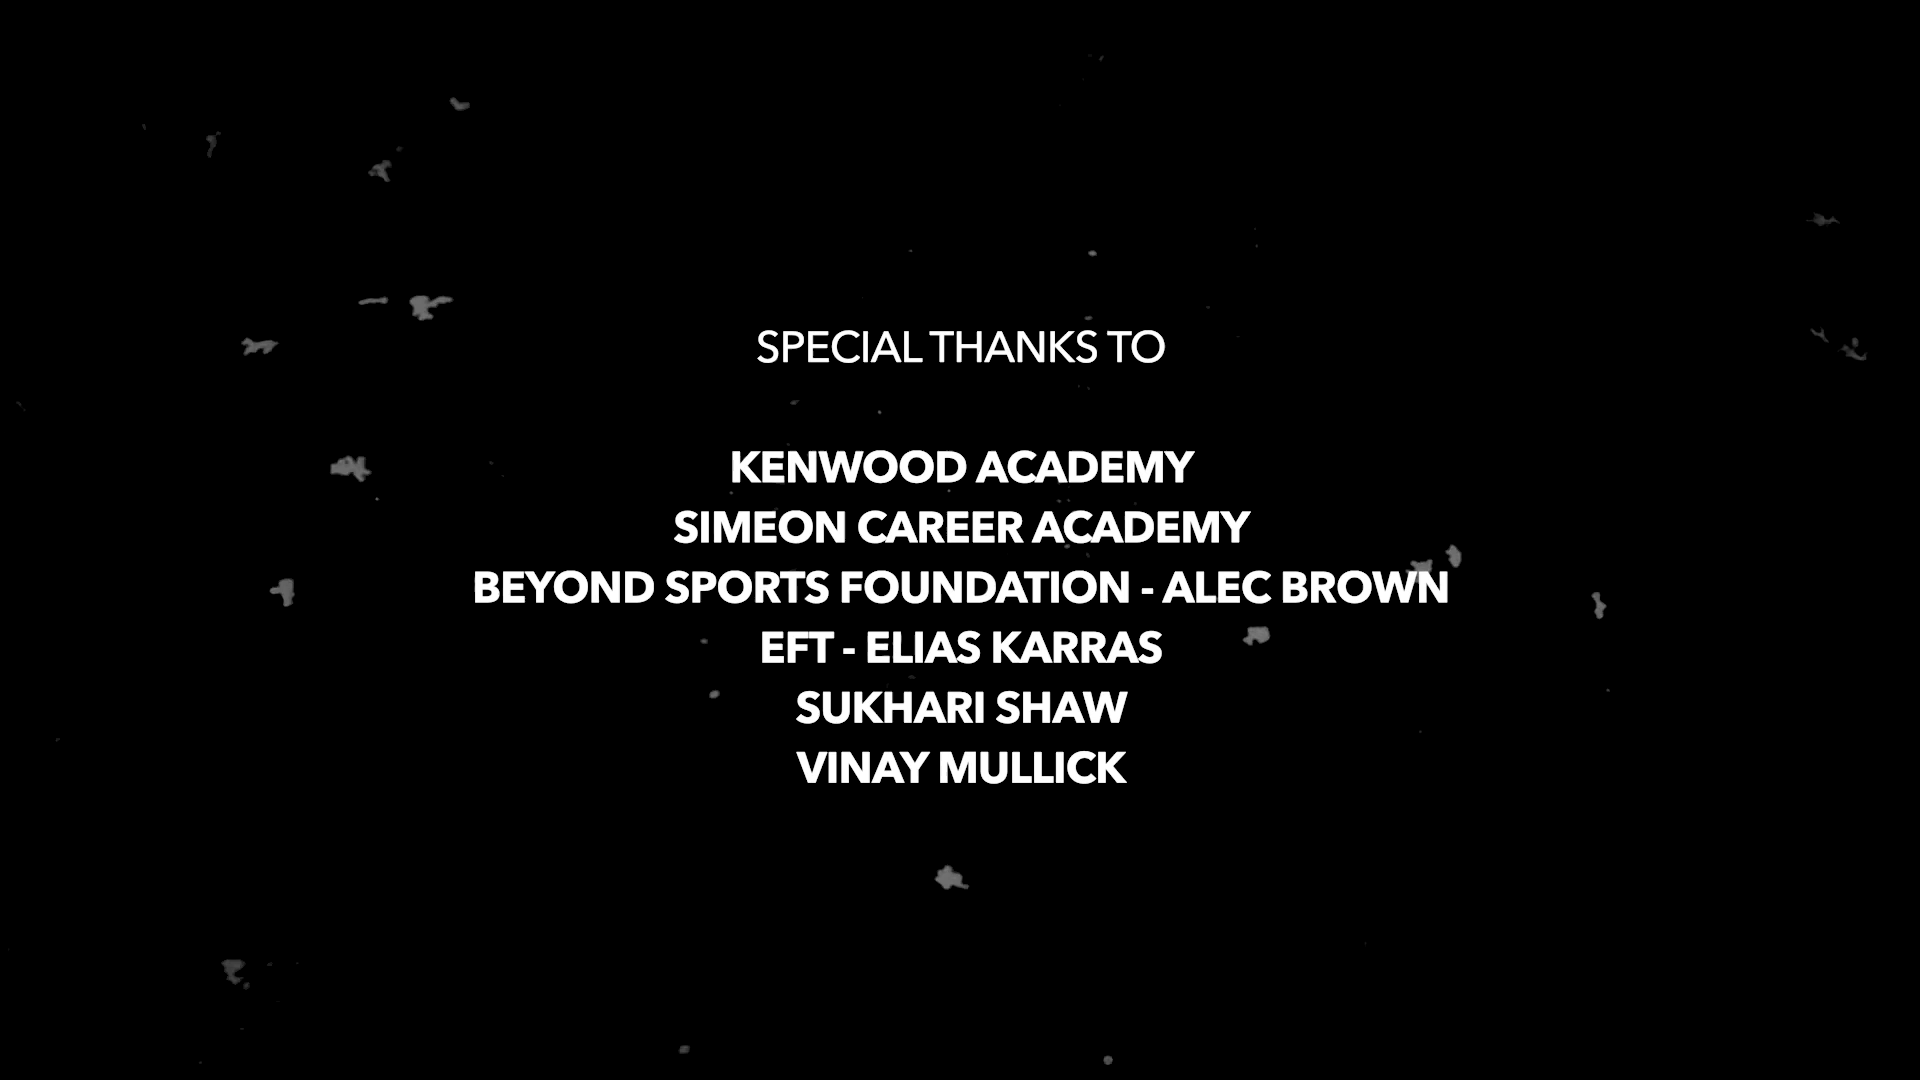 SPECIAL THANKS TO
KENWOOD ACADEMY
SIMEON CAREER ACADEMY
BEYOND SPORTS FOUNDATION - ALEC BROWN
EFT - ELIAS KARRAS
SUKHARI SHAW
VINAY MULLICK